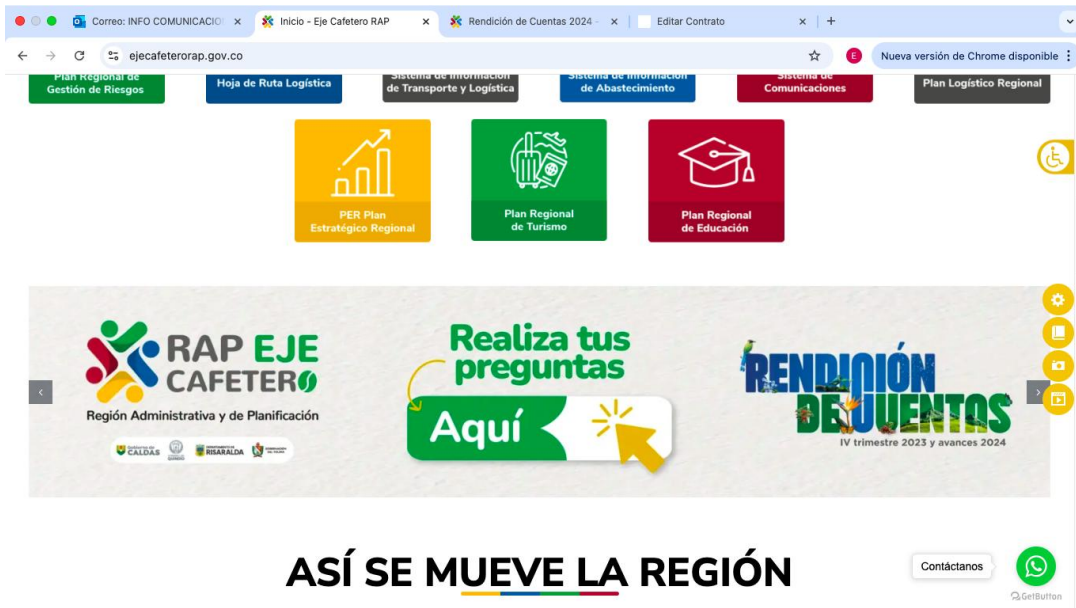 Correo: INFO COMUNICACIO
Inicio - Eje Cafetero RAP
Rendición de Cuentas 2024 -
Editar Contrato
ejecafeterorap.gov.co
E
Nueva versión de Chrome disponible
Plan Regional de
Gestión de Riesgos
Hoja de Ruta Logística
Sistema de Información
de Transporte y Logística
Sistema de Información
de Abastecimiento
Sistema de
Comunicaciones
Plan Logístico Regional
PER Plan
Estratégico Regional
Plan Regional
de Turismo
Plan Regional
de Educación
RAP EJE
CAFETERO
Región Administrativa y de Planificación
CALDAS
RISARALDA
Realiza tus
preguntas
Aquí
RENDICIÓN
DE CUENTAS
IV trimestre 2023 y avances 2024
ASÍ SE MUEVE LA REGIÓN
Contáctanos
GetButton